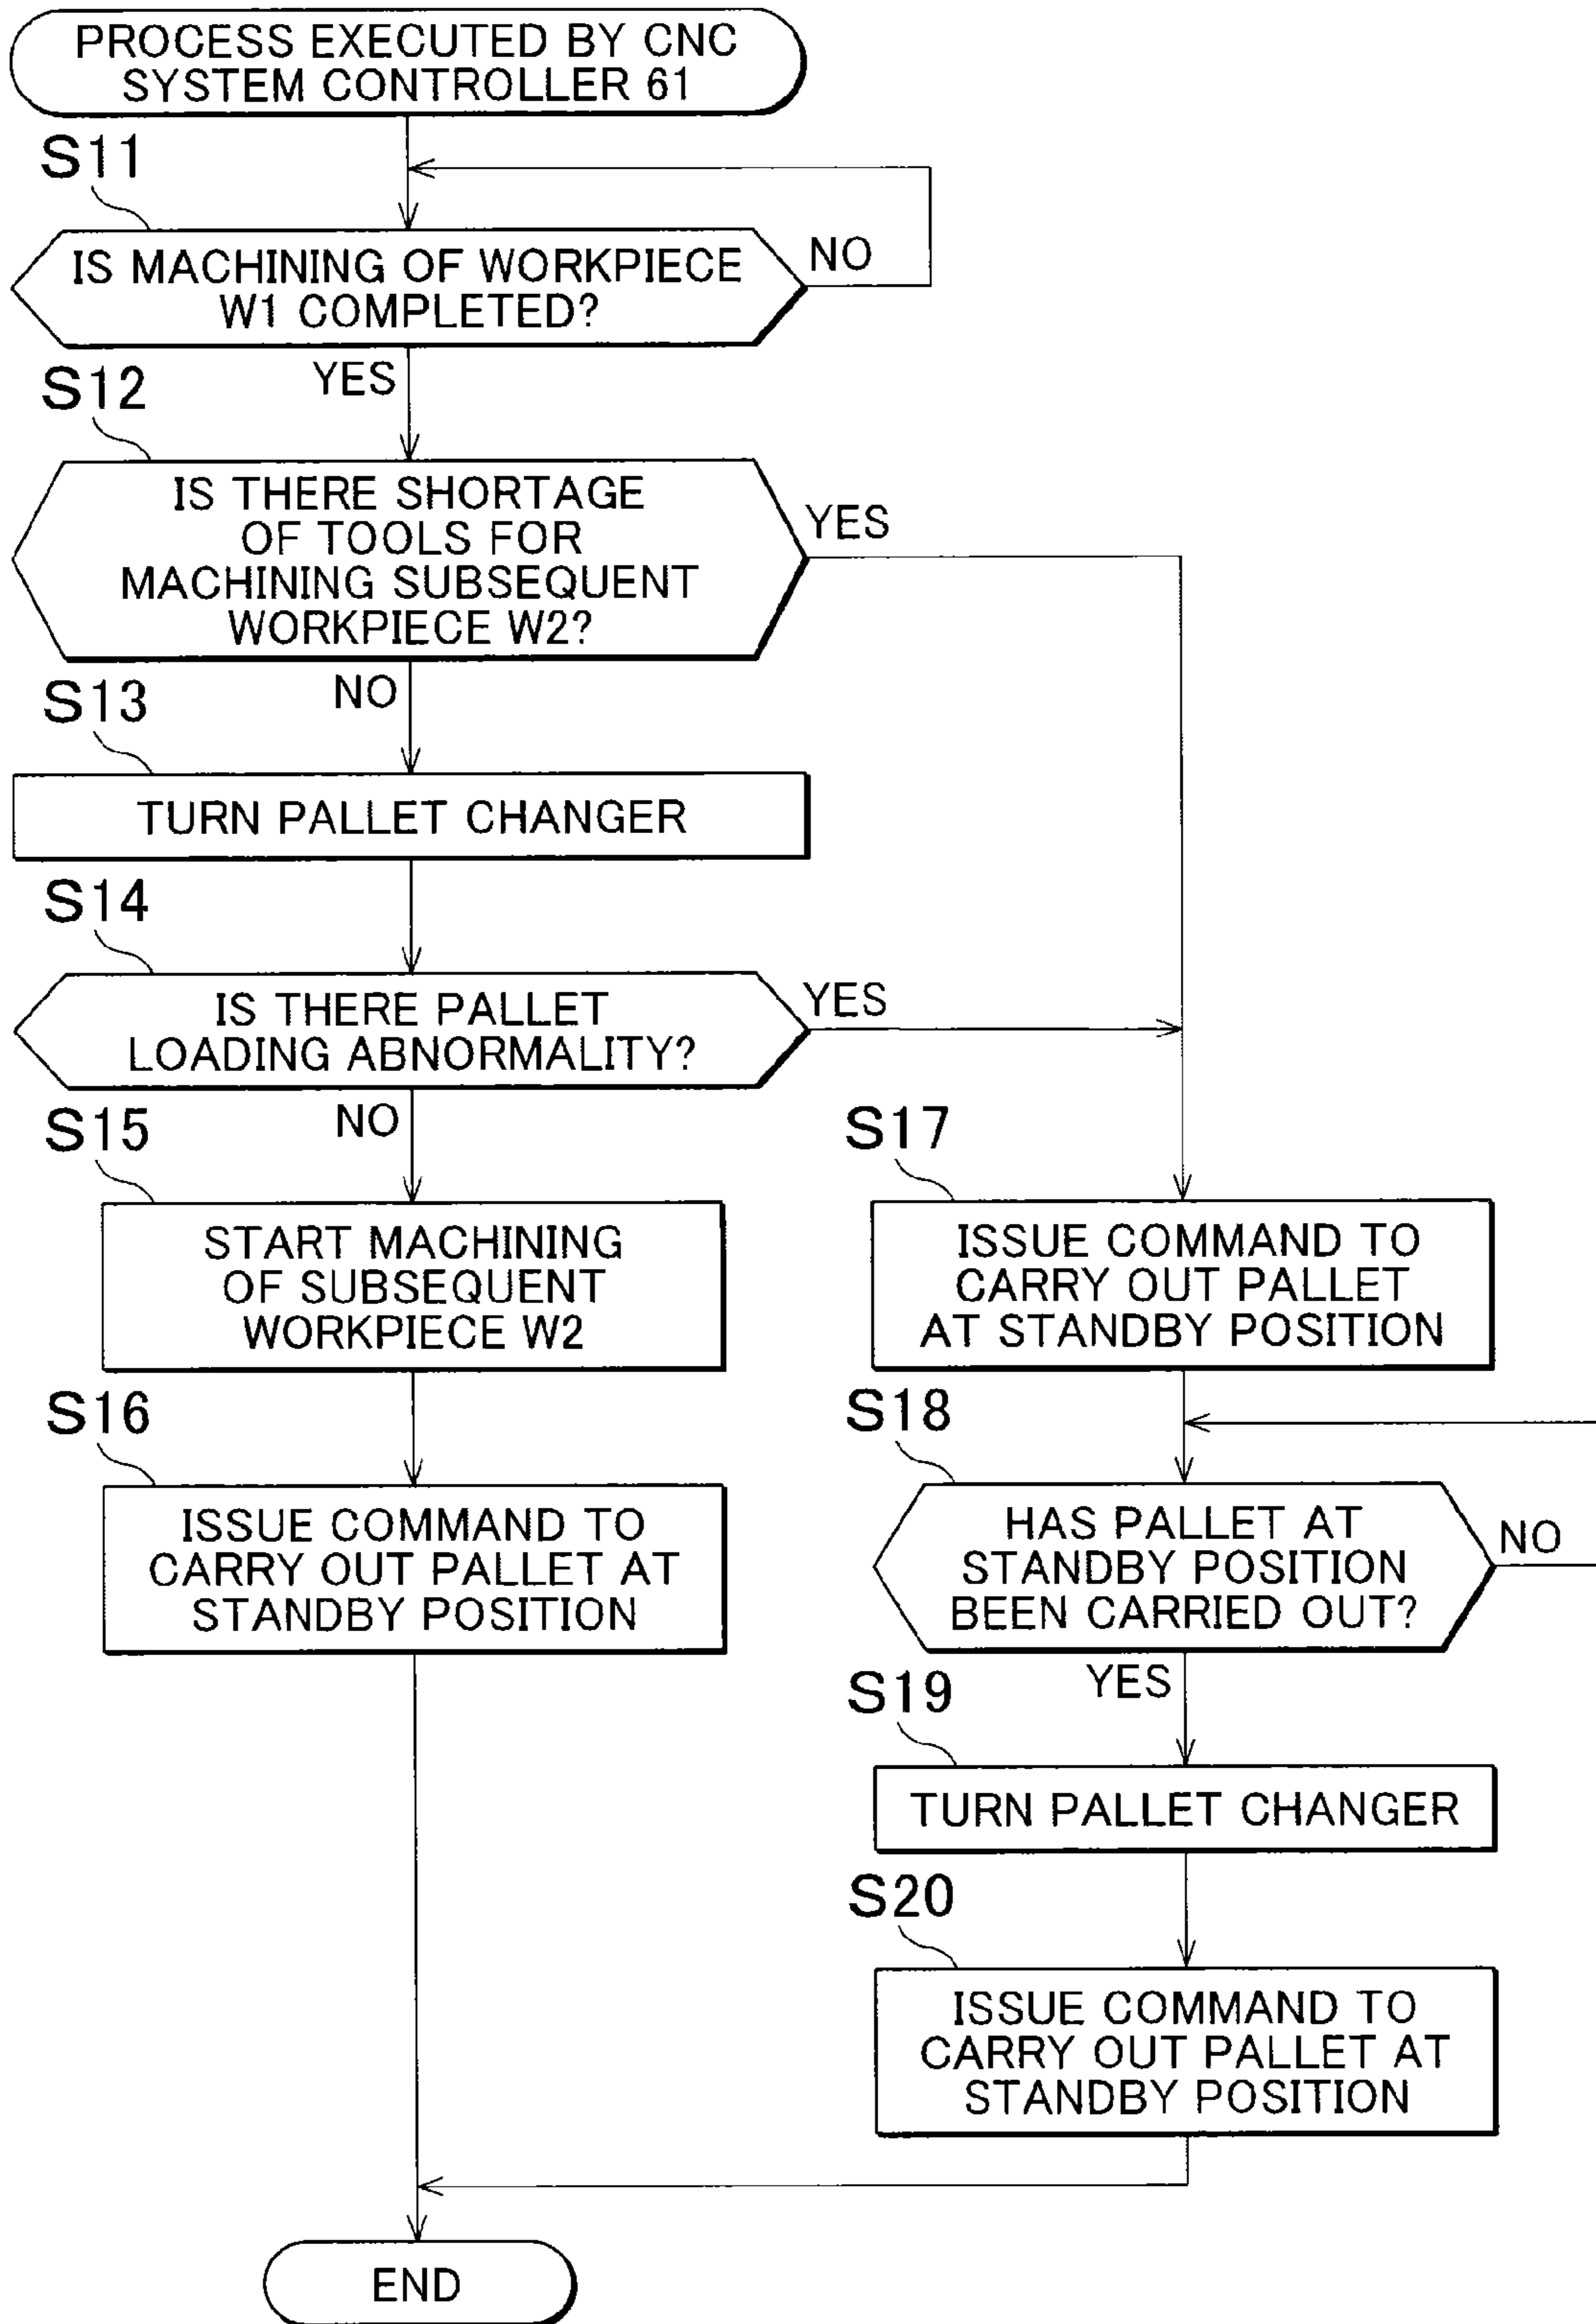 PROCESS EXECUTED BY CNC
SYSTEM CONTROLLER 61
S11
IS MACHINING OF WORKPIECE
W1 COMPLETED?
NO
YES
S12
IS THERE SHORTAGE
OF TOOLS FOR
MACHINING SUBSEQUENT
WORKPIECE W2?
YES
NO
S13
TURN PALLET CHANGER
S14
IS THERE PALLET
LOADING ABNORMALITY?
YES
NO
S15
START MACHINING
OF SUBSEQUENT
WORKPIECE W2
S16
ISSUE COMMAND TO
CARRY OUT PALLET AT
STANDBY POSITION
S17
ISSUE COMMAND TO
CARRY OUT PALLET
AT STANDBY POSITION
S18
HAS PALLET AT
STANDBY POSITION
BEEN CARRIED OUT?
NO
YES
S19
TURN PALLET CHANGER
S20
ISSUE COMMAND TO
CARRY OUT PALLET AT
STANDBY POSITION
END